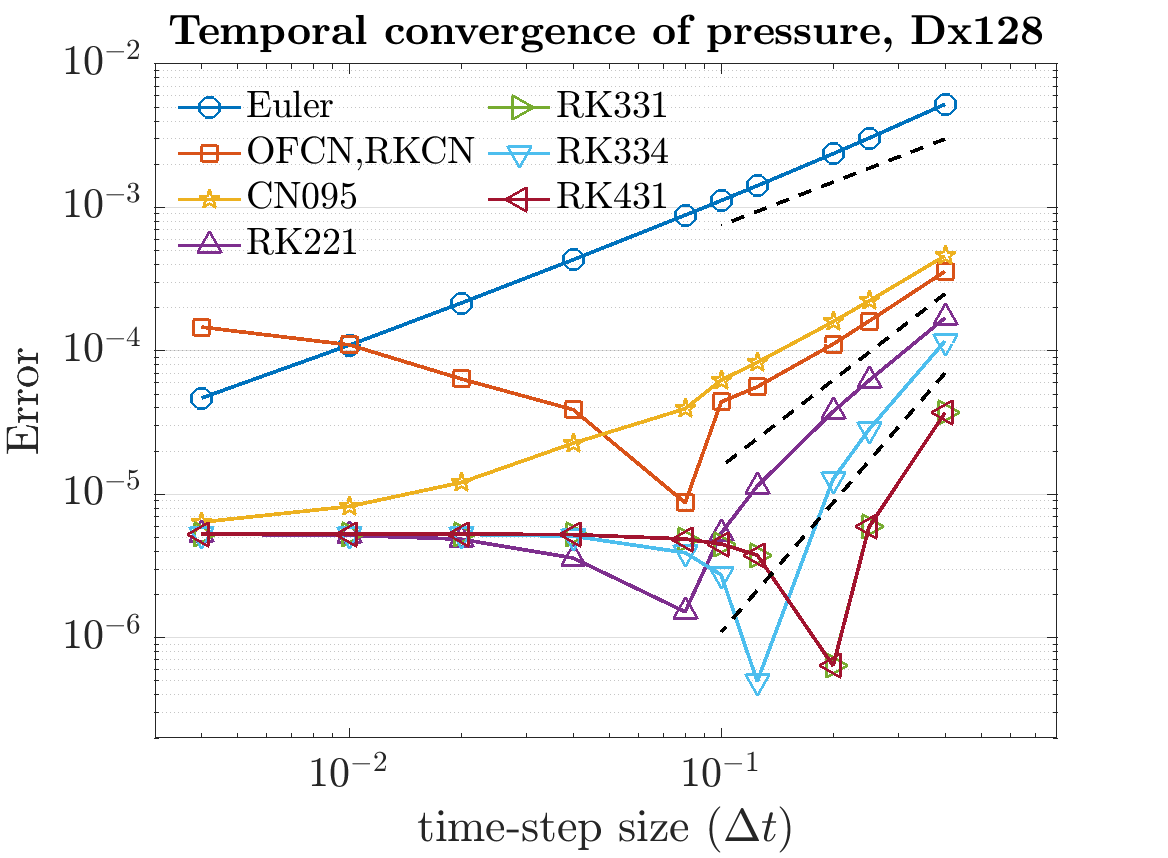 Temporal convergence of pressure, Dx128
10⁻²
10⁻³
10⁻⁴
10⁻⁵
10⁻⁶
Error
Euler
OFCN,RKCN
CN095
RK221
RK331
RK334
RK431
10⁻²
10⁻¹
time-step size (Δt)